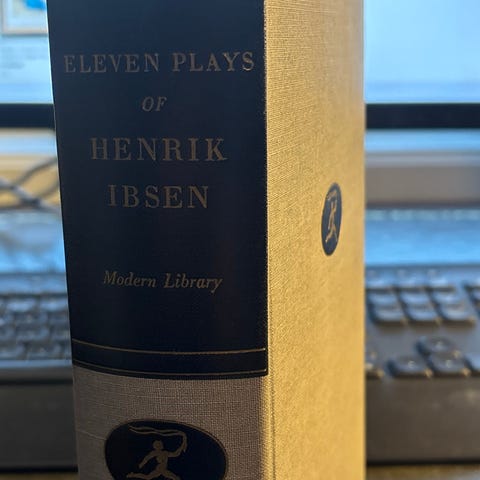 ELEVEN PLAYS
OF
HENRIK
IBSEN
Modern Library